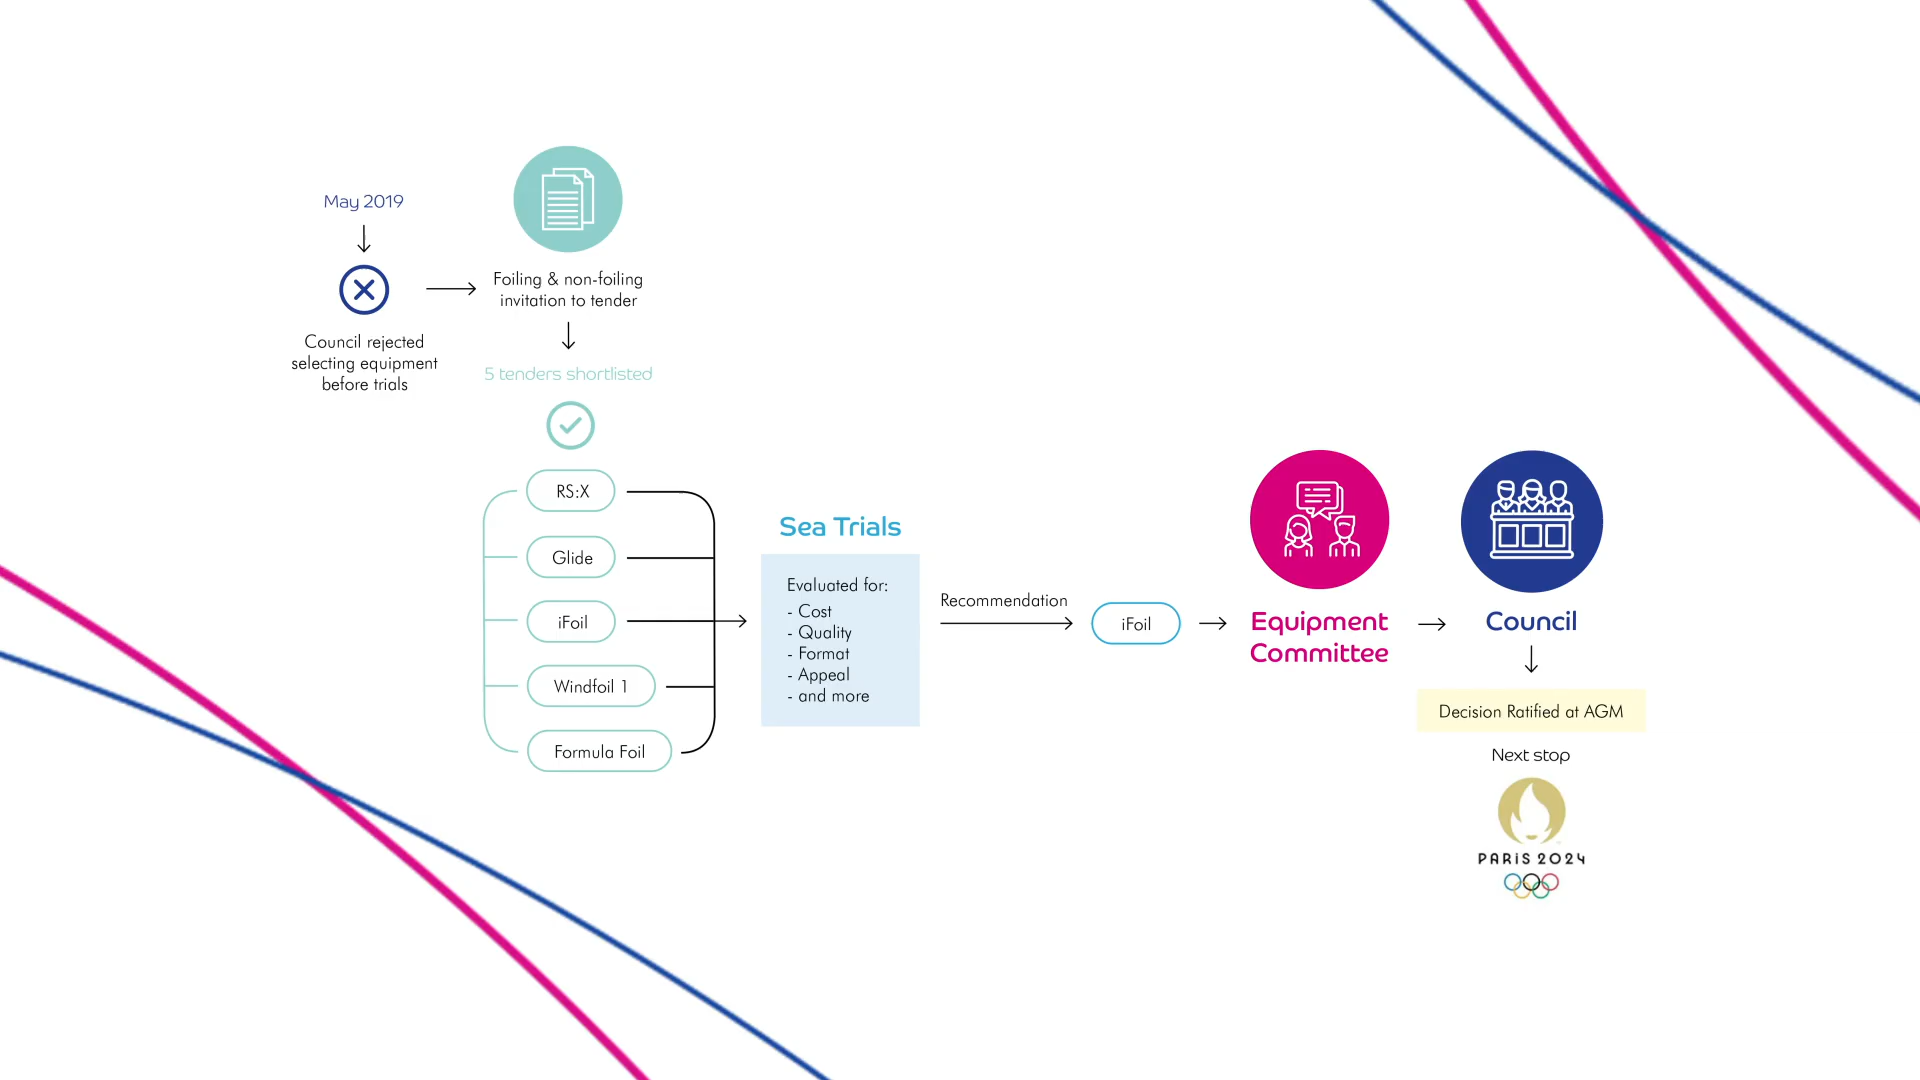 May 2019
Council rejected
selecting equipment
before trials
Foiling & non-foiling
invitation to tender
5 tenders shortlisted
RS:X
Glide
iFoil
Windfoil 1
Formula Foil
Sea Trials
Evaluated for:
- Cost
- Quality
- Format
- Appeal
- and more
Recommendation
iFoil
Equipment
Committee
Council
Decision Ratified at AGM
Next stop
PARIS 2024